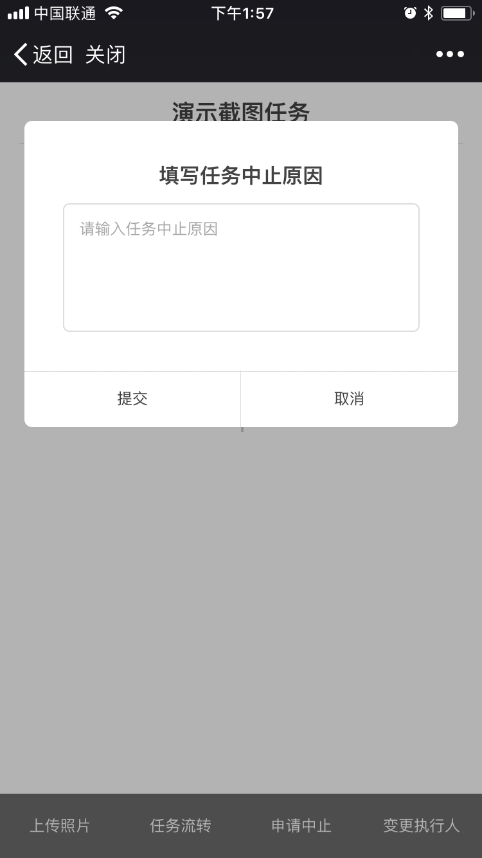 中国联通 下午1:57
返回 关闭
演示截图任务
填写任务中止原因
请输入任务中止原因
提交 取消
上传照片 任务流转 申请中止 变更执行人